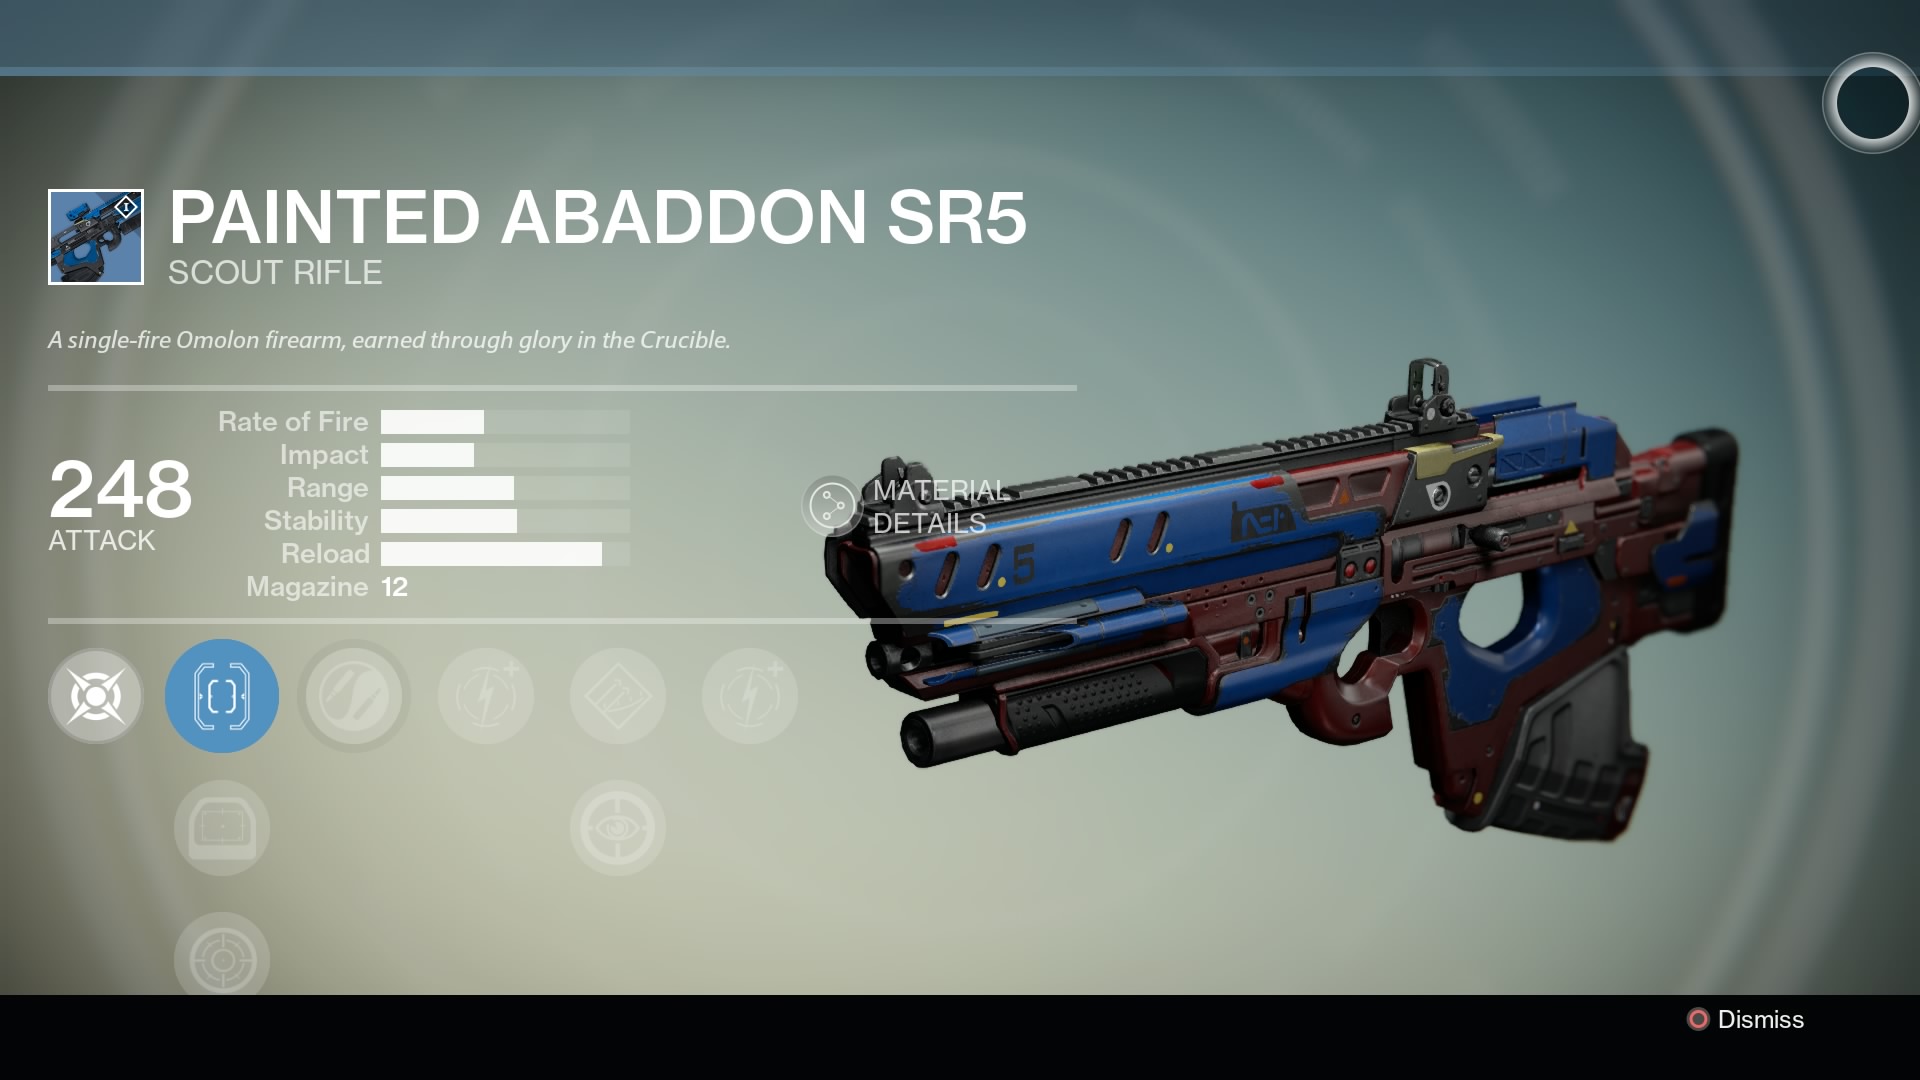 PAINTED ABADDON SR5
SCOUT RIFLE
A single-fire Omolon firearm, earned through glory in the Crucible.
248
ATTACK
Rate of Fire
Impact
Range
Stability
Reload
Magazine 12
MATERIAL
DETAILS
5
Dismiss